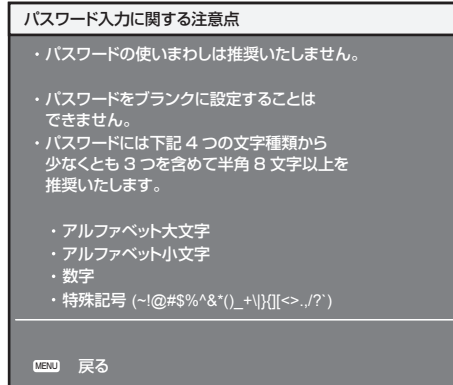 パスワード入力に関する注意点
・パスワードの使いまわしは推奨いたしません。
・パスワードをブランクに設定することは
できません。
・パスワードには下記 4 つの文字種類から
少なくとも 3 つを含めて半角 8 文字以上を
推奨いたします。
・アルファベット大文字
・アルファベット小文字
・数字
・特殊記号 (~!@#$%^&*()_+\|}{][<>.,/?`)
MENU 戻る